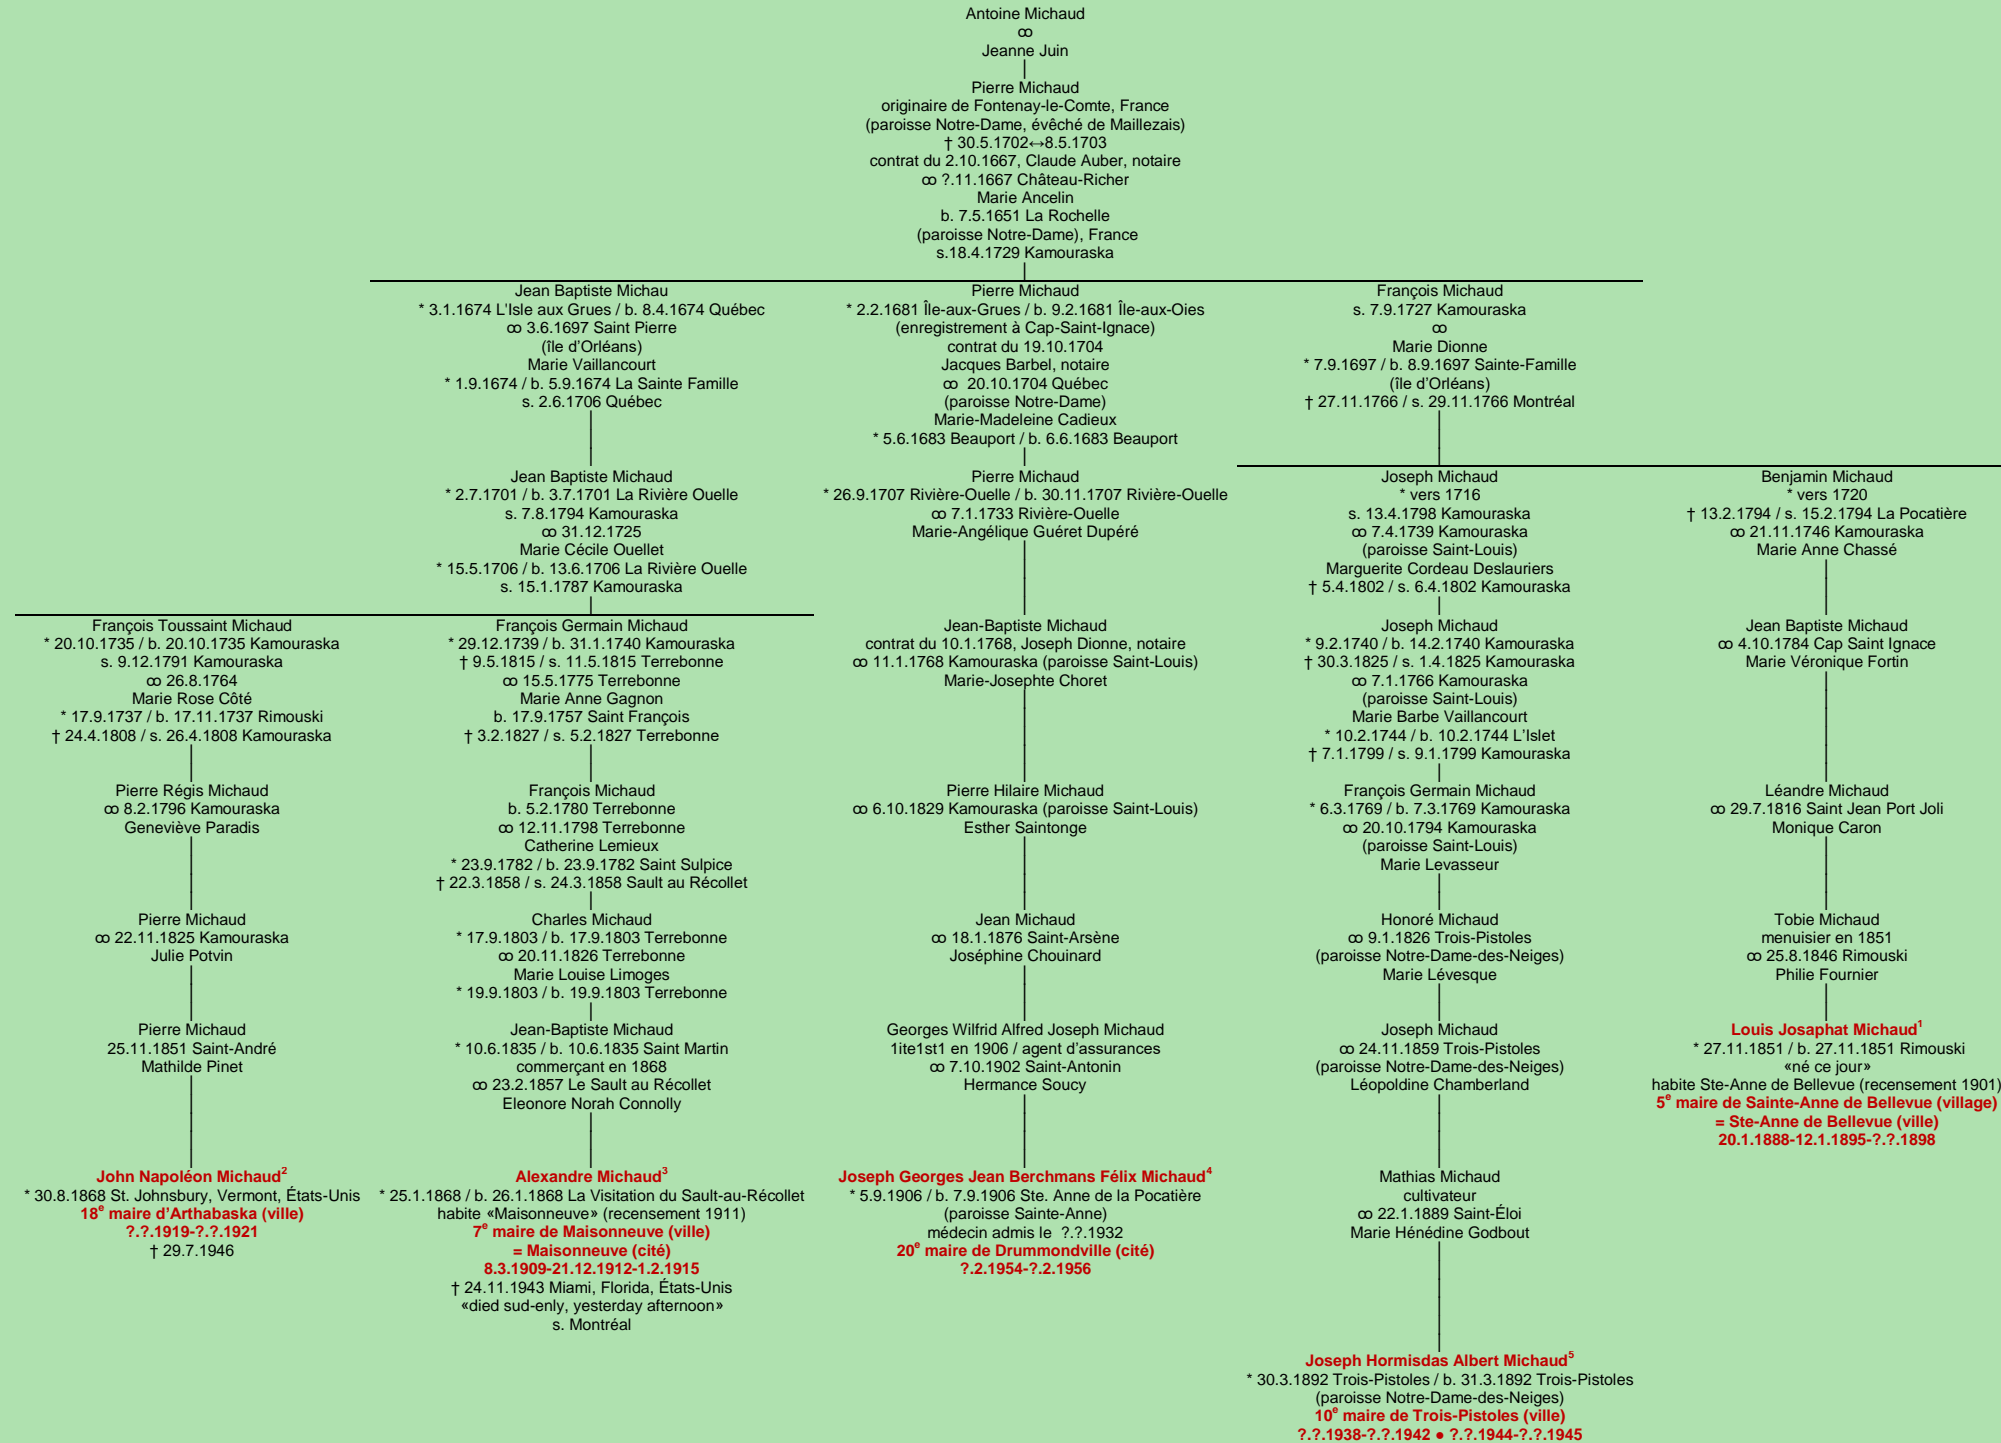 Antoine Michaud
ꝏ
Jeanne Juin
Pierre Michaud
originaire de Fontenay-le-Comte, France
(paroisse Notre-Dame, évêché de Maillezais)
† 30.5.1702↔8.5.1703
contrat du 2.10.1667, Claude Auber, notaire
ꝏ ?.11.1667 Château-Richer
Marie Ancelin
b. 7.5.1651 La Rochelle
(paroisse Notre-Dame), France
s.18.4.1729 Kamouraska
Jean Baptiste Michau
* 3.1.1674 L'Isle aux Grues / b. 8.4.1674 Québec
ꝏ 3.6.1697 Saint Pierre
(île d'Orléans)
Marie Vaillancourt
* 1.9.1674 / b. 5.9.1674 La Sainte Famille
s. 2.6.1706 Québec
Pierre Michaud
* 2.2.1681 Île-aux-Grues / b. 9.2.1681 Île-aux-Oies
(enregistrement à Cap-Saint-Ignace)
contrat du 19.10.1704
Jacques Barbel, notaire
ꝏ 20.10.1704 Québec
(paroisse Notre-Dame)
Marie-Madeleine Cadieux
* 5.6.1683 Beauport / b. 6.6.1683 Beauport
François Michaud
s. 7.9.1727 Kamouraska
ꝏ
Marie Dionne
* 7.9.1697 / b. 8.9.1697 Sainte-Famille
(île d'Orléans)
† 27.11.1766 / s. 29.11.1766 Montréal
Jean Baptiste Michaud
* 2.7.1701 / b. 3.7.1701 La Rivière Ouelle
s. 7.8.1794 Kamouraska
ꝏ 31.12.1725
Marie Cécile Ouellet
* 15.5.1706 / b. 13.6.1706 La Rivière Ouelle
s. 15.1.1787 Kamouraska
Pierre Michaud
* 26.9.1707 Rivière-Ouelle / b. 30.11.1707 Rivière-Ouelle
ꝏ 7.1.1733 Rivière-Ouelle
Marie-Angélique Guéret Dupéré
Joseph Michaud
* vers 1716
s. 13.4.1798 Kamouraska
ꝏ 7.4.1739 Kamouraska
(paroisse Saint-Louis)
Marguerite Cordeau Deslauriers
† 5.4.1802 / s. 6.4.1802 Kamouraska
Benjamin Michaud
* vers 1720
† 13.2.1794 / s. 15.2.1794 La Pocatière
ꝏ 21.11.1746 Kamouraska
Marie Anne Chassé
François Toussaint Michaud
* 20.10.1735 / b. 20.10.1735 Kamouraska
s. 9.12.1791 Kamouraska
ꝏ 26.8.1764
Marie Rose Côté
* 17.9.1737 / b. 17.11.1737 Rimouski
† 24.4.1808 / s. 26.4.1808 Kamouraska
François Germain Michaud
* 29.12.1739 / b. 31.1.1740 Kamouraska
† 9.5.1815 / s. 11.5.1815 Terrebonne
ꝏ 15.5.1775 Terrebonne
Marie Anne Gagnon
b. 17.9.1757 Saint François
† 3.2.1827 / s. 5.2.1827 Terrebonne
Jean-Baptiste Michaud
contrat du 10.1.1768, Joseph Dionne, notaire
ꝏ 11.1.1768 Kamouraska (paroisse Saint-Louis)
Marie-Josephte Choret
Joseph Michaud
* 9.2.1740 / b. 14.2.1740 Kamouraska
† 30.3.1825 / s. 1.4.1825 Kamouraska
ꝏ 7.1.1766 Kamouraska
(paroisse Saint-Louis)
Marie Barbe Vaillancourt
* 10.2.1744 / b. 10.2.1744 L'Islet
† 7.1.1799 / s. 9.1.1799 Kamouraska
Jean Baptiste Michaud
ꝏ 4.10.1784 Cap Saint Ignace
Marie Véronique Fortin
Pierre Régis Michaud
ꝏ 8.2.1796 Kamouraska
Geneviève Paradis
François Michaud
b. 5.2.1780 Terrebonne
ꝏ 12.11.1798 Terrebonne
Catherine Lemieux
* 23.9.1782 / b. 23.9.1782 Saint Sulpice
† 22.3.1858 / s. 24.3.1858 Sault au Récollet
Pierre Hilaire Michaud
ꝏ 6.10.1829 Kamouraska (paroisse Saint-Louis)
Esther Saintonge
François Germain Michaud
* 6.3.1769 / b. 7.3.1769 Kamouraska
ꝏ 20.10.1794 Kamouraska
(paroisse Saint-Louis)
Marie Levasseur
Léandre Michaud
ꝏ 29.7.1816 Saint Jean Port Joli
Monique Caron
Pierre Michaud
ꝏ 22.11.1825 Kamouraska
Julie Potvin
Charles Michaud
* 17.9.1803 / b. 17.9.1803 Terrebonne
ꝏ 20.11.1826 Terrebonne
Marie Louise Limoges
* 19.9.1803 / b. 19.9.1803 Terrebonne
Jean Michaud
ꝏ 18.1.1876 Saint-Arsène
Joséphine Chouinard
Honoré Michaud
ꝏ 9.1.1826 Trois-Pistoles
(paroisse Notre-Dame-des-Neiges)
Marie Lévesque
Tobie Michaud
menuisier en 1851
ꝏ 25.8.1846 Rimouski
Philie Fournier
Pierre Michaud
25.11.1851 Saint-André
Mathilde Pinet
Jean-Baptiste Michaud
* 10.6.1835 / b. 10.6.1835 Saint Martin
commerçant en 1868
ꝏ 23.2.1857 Le Sault au Récollet
Eleonore Norah Connolly
Georges Wilfrid Alfred Joseph Michaud
1ite1st1 en 1906 / agent d'assurances
ꝏ 7.10.1902 Saint-Antonin
Hermance Soucy
Joseph Michaud
ꝏ 24.11.1859 Trois-Pistoles
(paroisse Notre-Dame-des-Neiges)
Léopoldine Chamberland
Louis Josaphat Michaud¹
* 27.11.1851 / b. 27.11.1851 Rimouski
«né ce jour»
habite Ste-Anne de Bellevue (recensement 1901)
5e maire de Sainte-Anne de Bellevue (village)
= Ste-Anne de Bellevue (ville)
20.1.1888-12.1.1895-?.?.1898
John Napoléon Michaud²
* 30.8.1868 St. Johnsbury, Vermont, États-Unis
18e maire d'Arthabaska (ville)
?.?.1919-?.?.1921
† 29.7.1946
Alexandre Michaud³
* 25.1.1868 / b. 26.1.1868 La Visitation du Sault-au-Récollet
habite «Maisonneuve» (recensement 1911)
7e maire de Maisonneuve (ville)
= Maisonneuve (cité)
8.3.1909-21.12.1912-1.2.1915
† 24.11.1943 Miami, Florida, États-Unis
«died sud-enly, yesterday afternoon»
s. Montréal
Joseph Georges Jean Berchmans Félix Michaud⁴
* 5.9.1906 / b. 7.9.1906 Ste. Anne de la Pocatière
(paroisse Sainte-Anne)
médecin admis le ?.?.1932
20e maire de Drummondville (cité)
?.2.1954-?.2.1956
Mathias Michaud
cultivateur
ꝏ 22.1.1889 Saint-Éloi
Marie Hénédine Godbout
Joseph Hormisdas Albert Michaud⁵
* 30.3.1892 Trois-Pistoles / b. 31.3.1892 Trois-Pistoles
(paroisse Notre-Dame-des-Neiges)
10e maire de Trois-Pistoles (ville)
?.?.1938-?.?.1942 ● ?.?.1944-?.?.1945